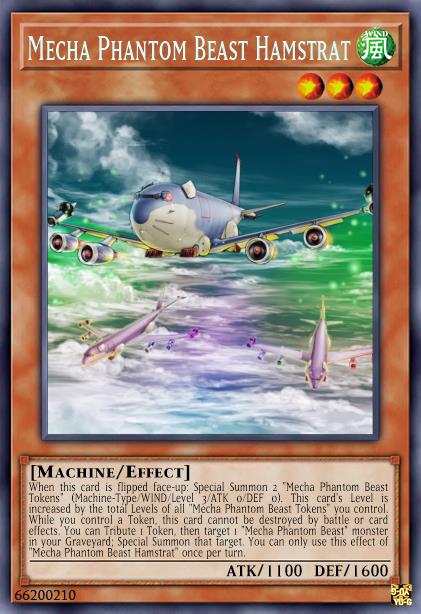 MECHA PHANTOM BEAST HAMSTRAT
WIND
風
[MACHINE/EFFECT]
When this card is flipped face-up: Special Summon 2 "Mecha Phantom Beast
Tokens" (Machine-Type/WIND/Level 3/ATK 0/DEF 0). This card's Level is
increased by the total Levels of all "Mecha Phantom Beast Tokens" you control.
While you control a Token, this card cannot be destroyed by battle or card
effects. You can Tribute 1 Token, then target 1 "Mecha Phantom Beast" monster
in your Graveyard; Special Summon that target. You can only use this effect of
"Mecha Phantom Beast Hamstrat" once per turn.
ATK/1100 DEF/1600
66200210